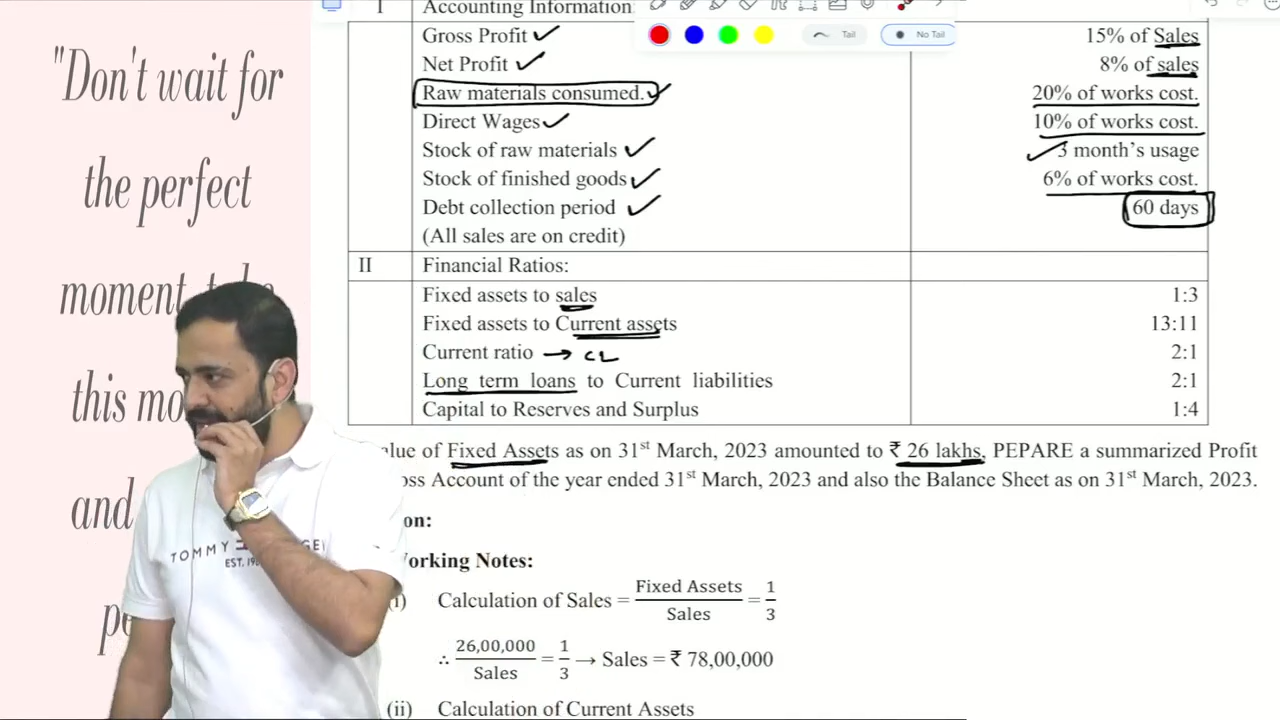 "Don't wait for
the perfect
moment,
this mo
and
pe
I Accounting Information
Tail
No Tail
Gross Profit 15% of Sales
Net Profit 8% of sales
Raw materials consumed. 20% of works cost.
Direct Wages 10% of works cost.
Stock of raw materials 3 month's usage
Stock of finished goods 6% of works cost.
Debt collection period 60 days
(All sales are on credit)
II Financial Ratios:
Fixed assets to sales 1:3
Fixed assets to Current assets 13:11
Current ratio → CL 2:1
Long term loans to Current liabilities 2:1
Capital to Reserves and Surplus 1:4
alue of Fixed Assets as on 31st March, 2023 amounted to ₹ 26 lakhs, PEPARE a summarized Profit
oss Account of the year ended 31st March, 2023 and also the Balance Sheet as on 31st March, 2023.
on:
orking Notes:
i) Calculation of Sales = Fixed Assets / Sales = 1 / 3
∴ 26,00,000 / Sales = 1 / 3 → Sales = ₹ 78,00,000
(ii) Calculation of Current Assets
TOMMY GE
EST. 19